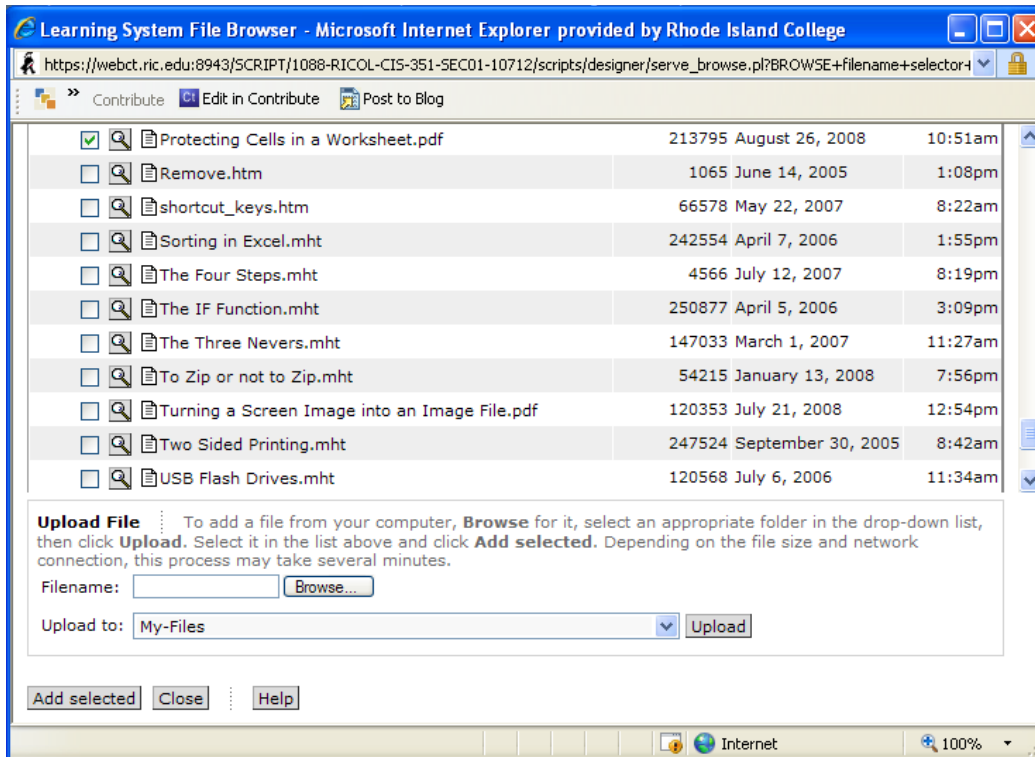 Learning System File Browser - Microsoft Internet Explorer provided by Rhode Island College
https://webct.ric.edu:8943/SCRIPT/1088-RICOL-CIS-351-SEC01-10712/scripts/designer/serve_browse.pl?BROWSE+filename+selector+
» Contribute Ct Edit in Contribute Post to Blog
Protecting Cells in a Worksheet.pdf 213795 August 26, 2008 10:51am
Remove.htm 1065 June 14, 2005 1:08pm
shortcut_keys.htm 66578 May 22, 2007 8:22am
Sorting in Excel.mht 242554 April 7, 2006 1:55pm
The Four Steps.mht 4566 July 12, 2007 8:19pm
The IF Function.mht 250877 April 5, 2006 3:09pm
The Three Nevers.mht 147033 March 1, 2007 11:27am
To Zip or not to Zip.mht 54215 January 13, 2008 7:56pm
Turning a Screen Image into an Image File.pdf 120353 July 21, 2008 12:54pm
Two Sided Printing.mht 247524 September 30, 2005 8:42am
USB Flash Drives.mht 120568 July 6, 2006 11:34am
Upload File To add a file from your computer, Browse for it, select an appropriate folder in the drop-down list,
then click Upload. Select it in the list above and click Add selected. Depending on the file size and network
connection, this process may take several minutes.
Filename: Browse...
Upload to: My-Files Upload
Add selected Close Help
Internet 100%